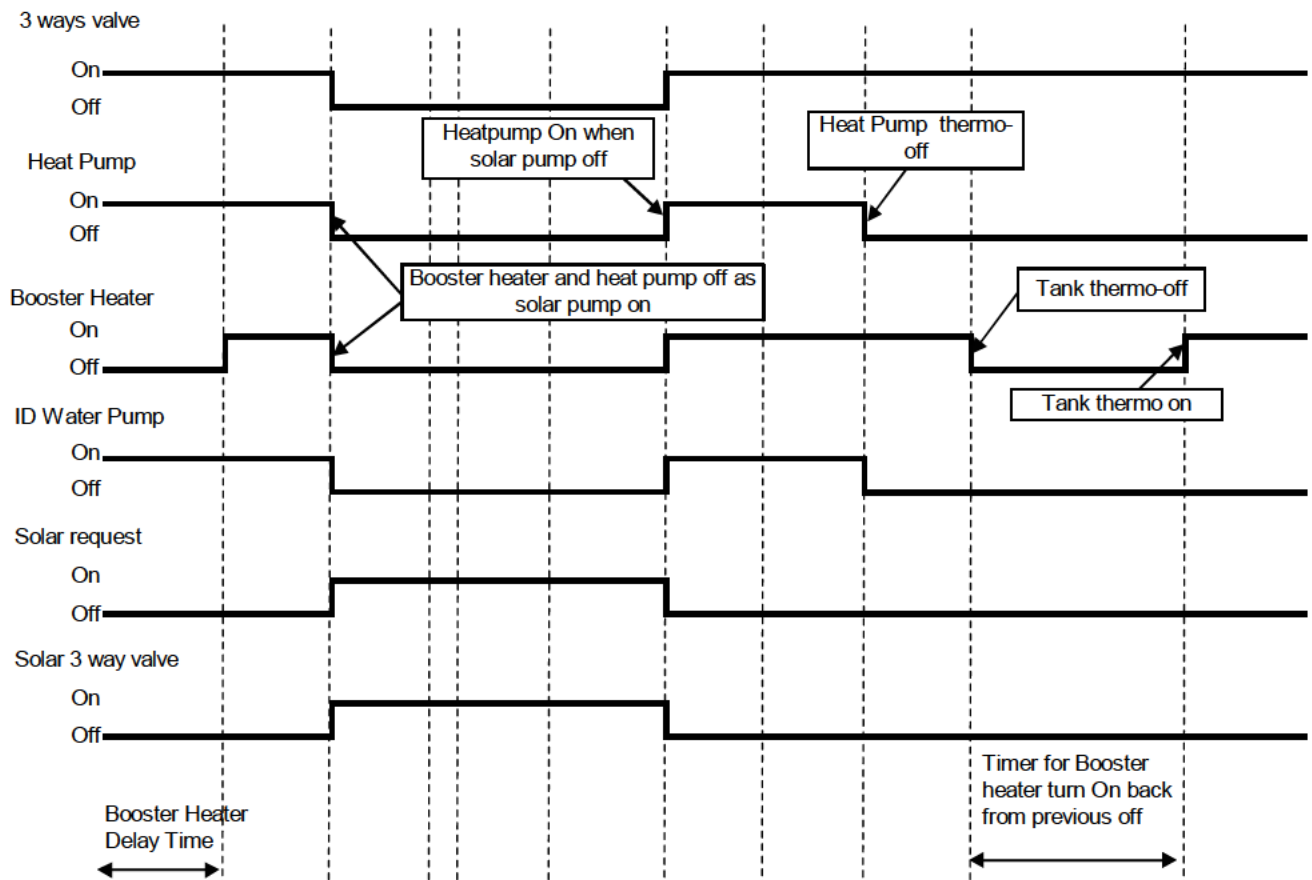 3 ways valve
On
Off
Heatpump On when
solar pump off
Heat Pump thermo-
off
Heat Pump
On
Off
Booster heater and heat pump off as
solar pump on
Tank thermo-off
Booster Heater
On
Off
Tank thermo on
ID Water Pump
On
Off
Solar request
On
Off
Solar 3 way valve
On
Off
Timer for Booster
heater turn On back
from previous off
Booster Heater
Delay Time